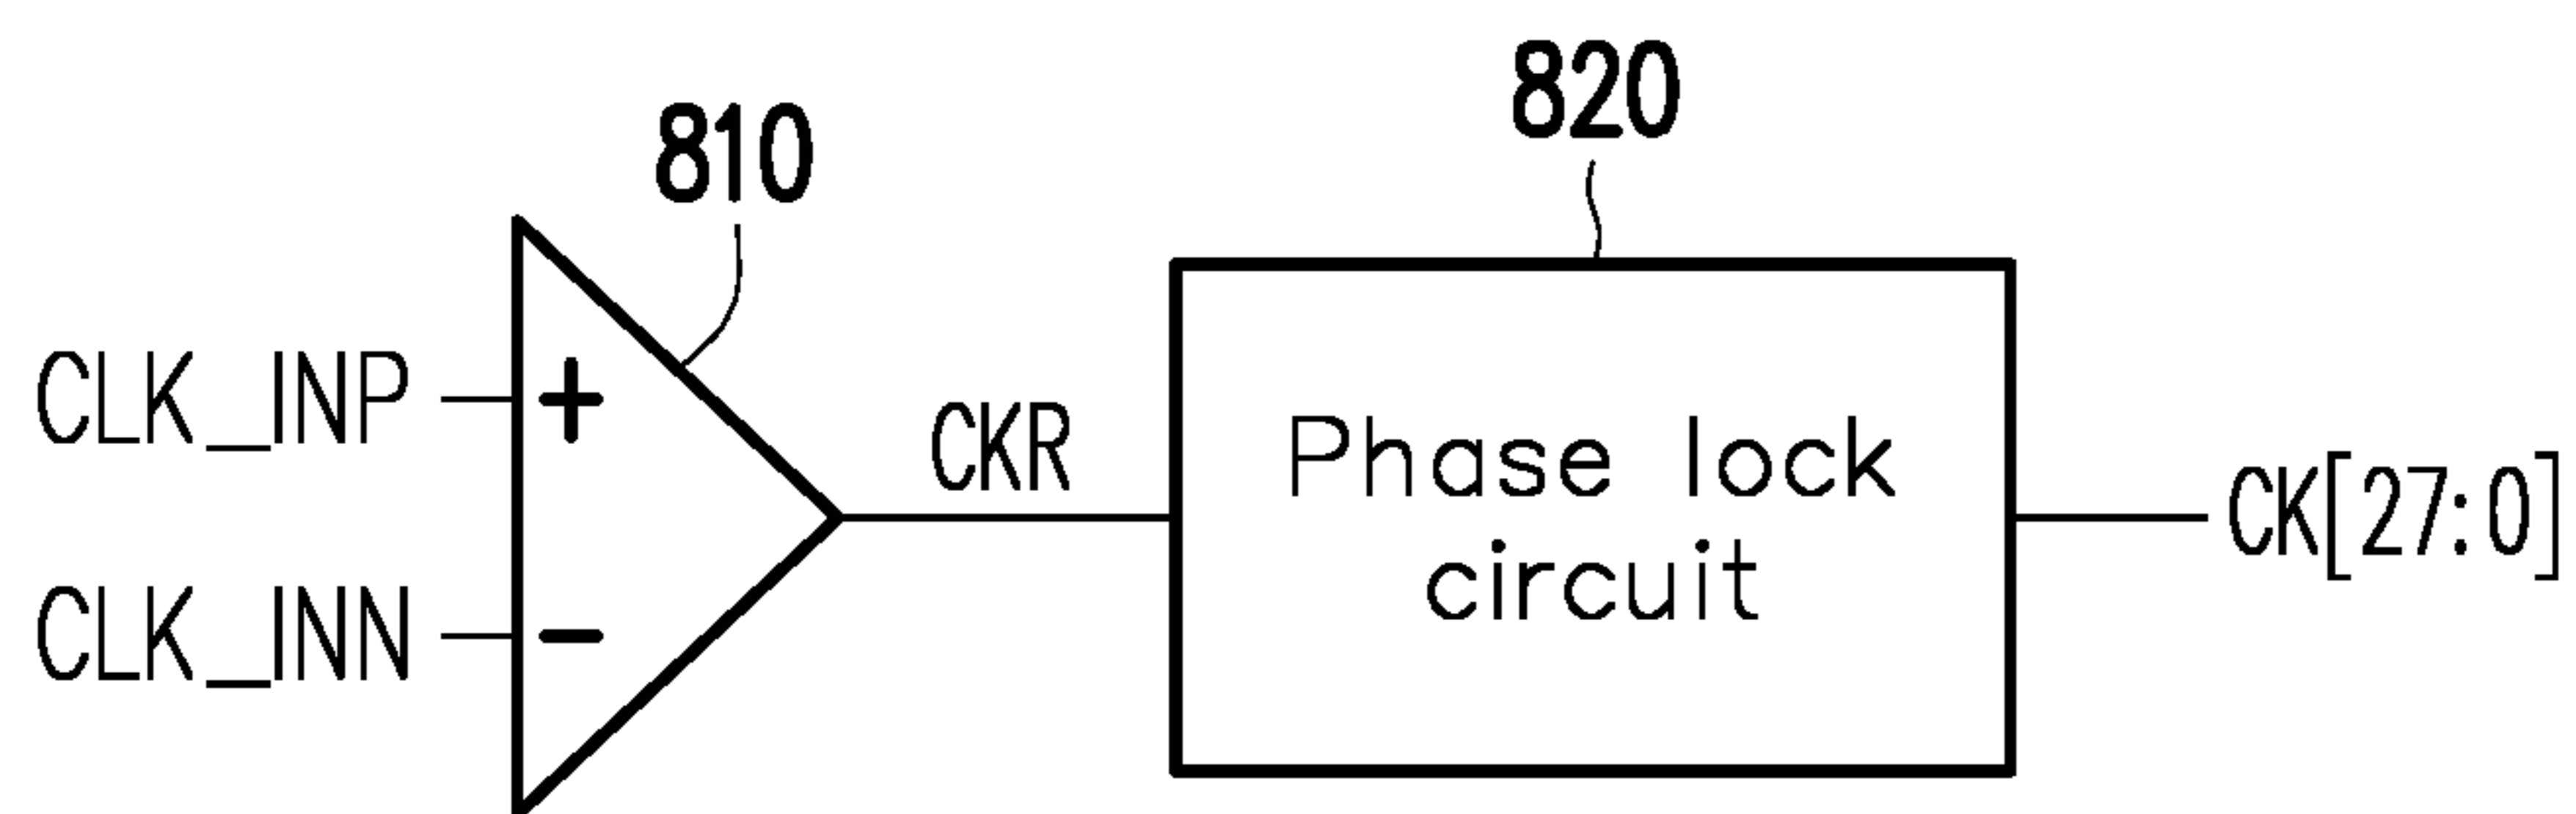 810
820
CLK_INP
+
CKR
Phase lock
circuit
CK[27:0]
CLK_INN
-